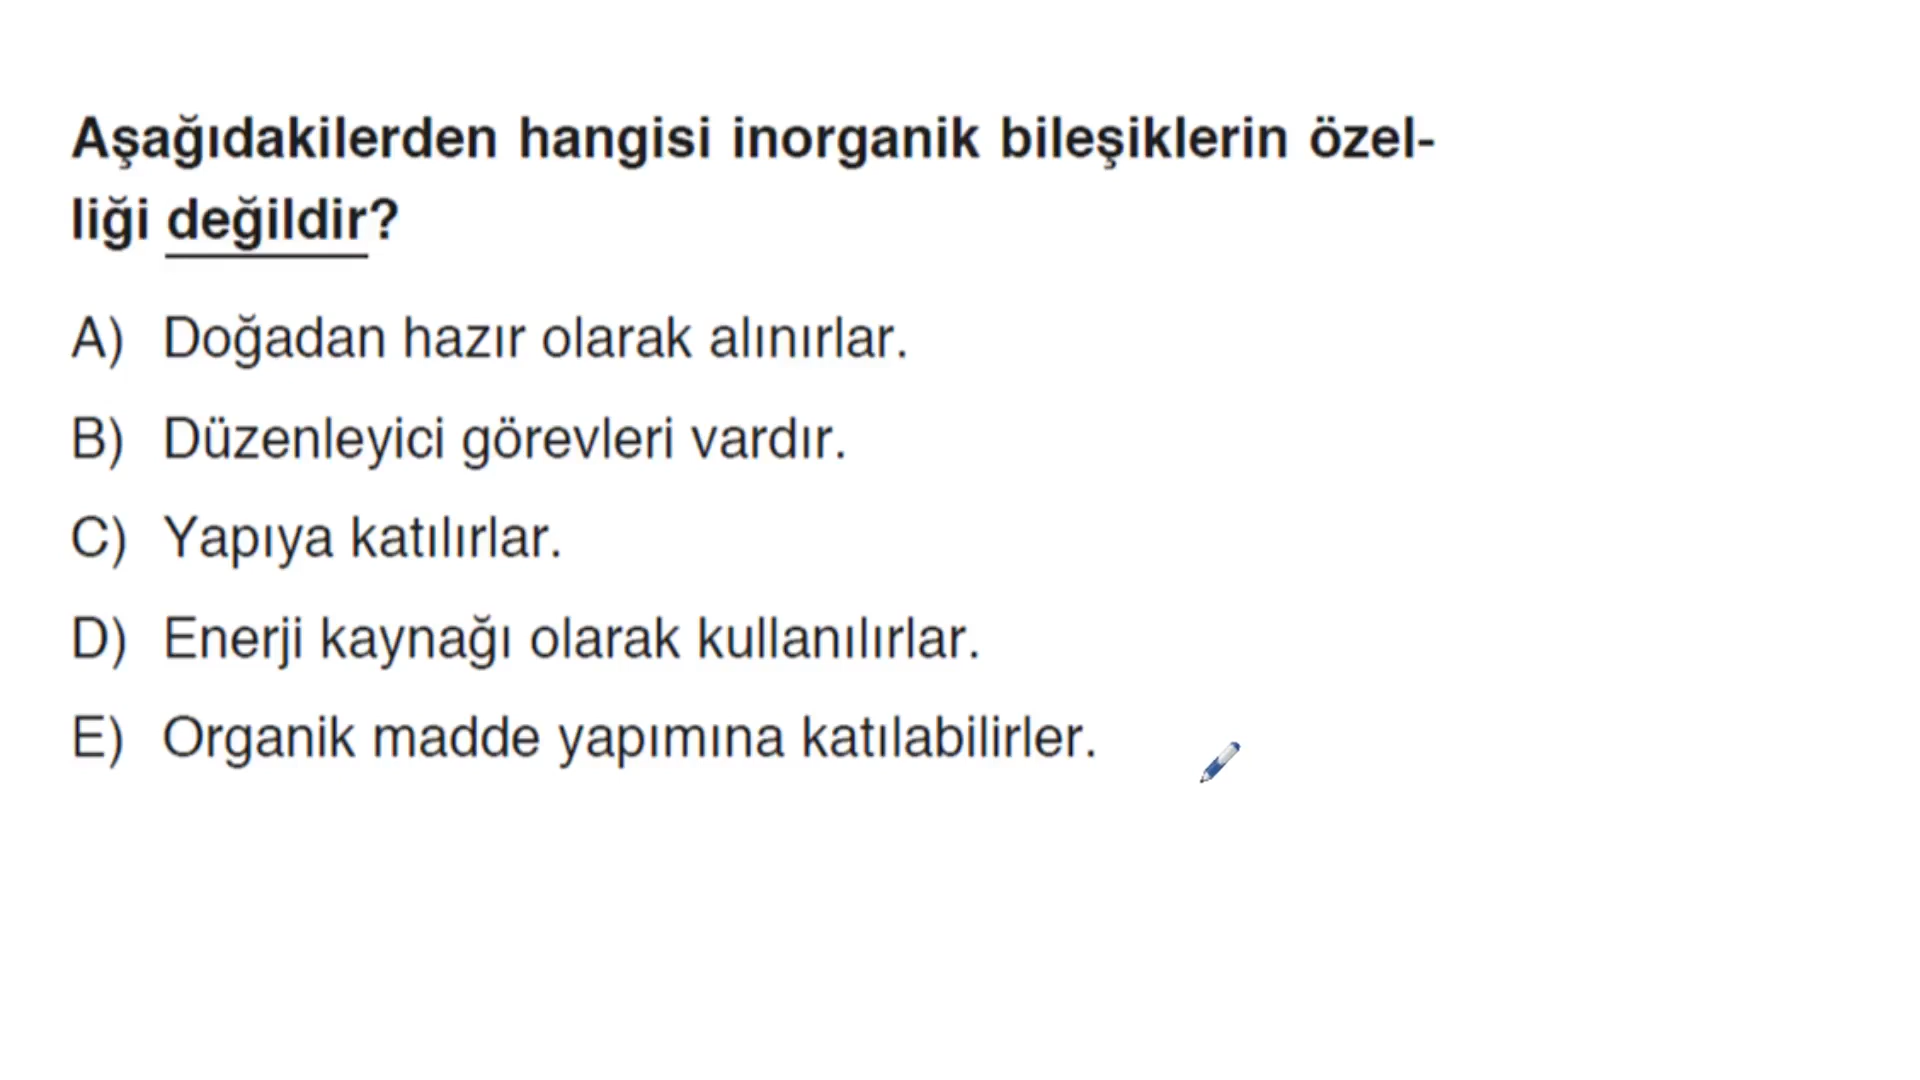 Aşağıdakilerden hangisi inorganik bileşiklerin özel-
liği değildir?
A) Doğadan hazır olarak alınırlar.
B) Düzenleyici görevleri vardır.
C) Yapıya katılırlar.
D) Enerji kaynağı olarak kullanılırlar.
E) Organik madde yapımına katılabilirler.